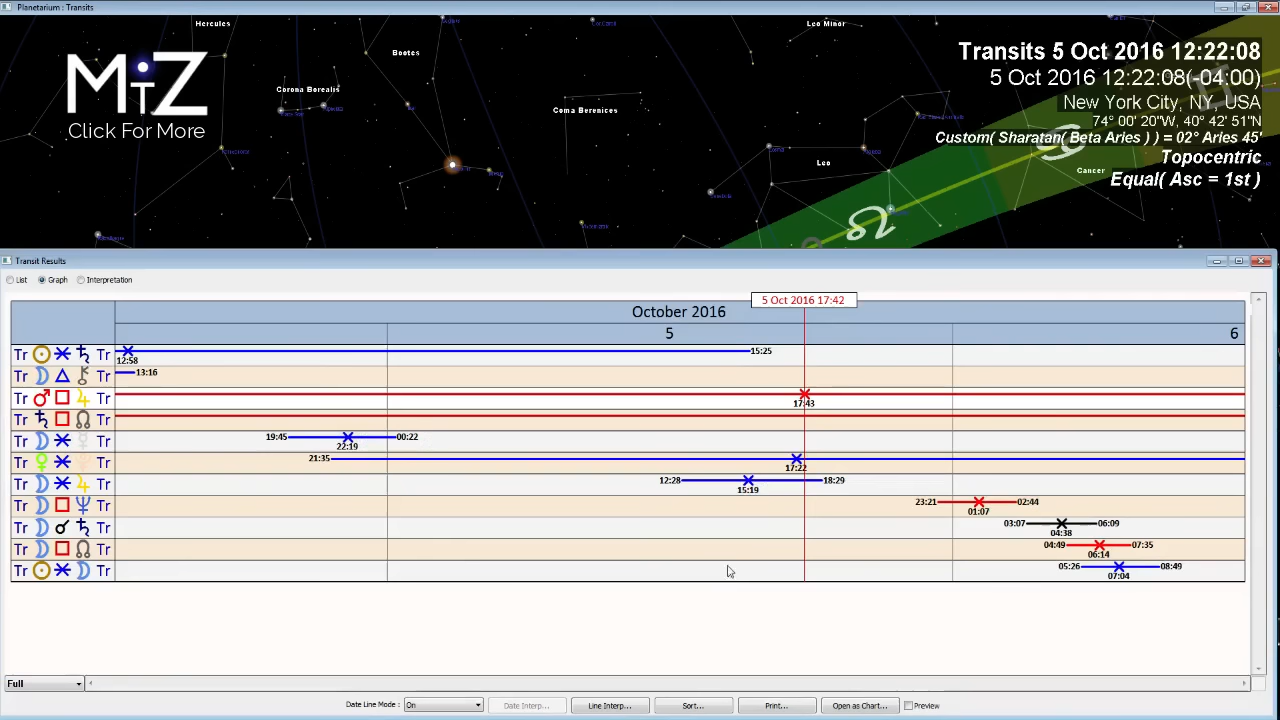 Planetarium : Transits
Hercules
Leo Minor
Bootes
Corona Borealis
Coma Berenices
Leo
Cancer
MTZ
Click For More
Transits 5 Oct 2016 12:22:08
5 Oct 2016 12:22:08(-04:00)
New York City, NY, USA
74° 00' 20"W, 40° 42' 51"N
Custom( Sharatan( Beta Aries ) ) = 02° Aries 45'
Topocentric
Equal( Asc = 1st )
Transit Results
List Graph Interpretation
5 Oct 2016 17:42
October 2016
5 6
Tr ☉ ⚹ ♄ Tr 12:58 15:25
Tr ☽ △ ⚷ Tr 13:16
Tr ♂ □ ♃ Tr 17:43
Tr ♄ □ ☊ Tr
Tr ☽ ⚹ ☿ Tr 19:45 22:19 00:22
Tr ♀ ⚹ Tr 21:35 17:22
Tr ☽ ⚹ ♃ Tr 12:28 15:19 18:29
Tr ☽ □ ♆ Tr 23:21 01:07 02:44
Tr ☽ ☌ ♄ Tr 03:07 04:38 06:09
Tr ☽ □ ☊ Tr 04:49 06:14 07:35
Tr ☉ ⚹ ☽ Tr 05:26 07:04 08:49
Full
Date Line Mode : On Date Interp... Line Interp... Sort... Print... Open as Chart... Preview